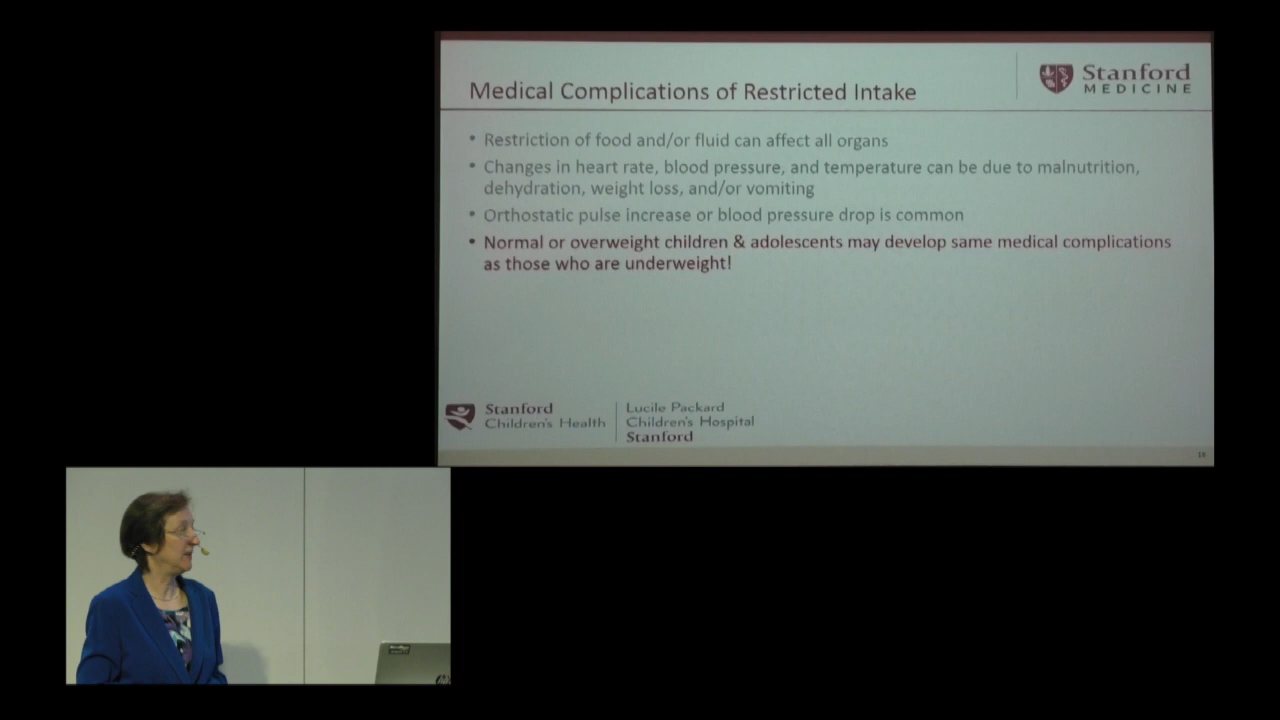 Medical Complications of Restricted Intake
Stanford
MEDICINE
• Restriction of food and/or fluid can affect all organs
• Changes in heart rate, blood pressure, and temperature can be due to malnutrition,
dehydration, weight loss, and/or vomiting
• Orthostatic pulse increase or blood pressure drop is common
• Normal or overweight children & adolescents may develop same medical complications
as those who are underweight!
Stanford
Children's Health
Lucile Packard
Children's Hospital
Stanford
hp